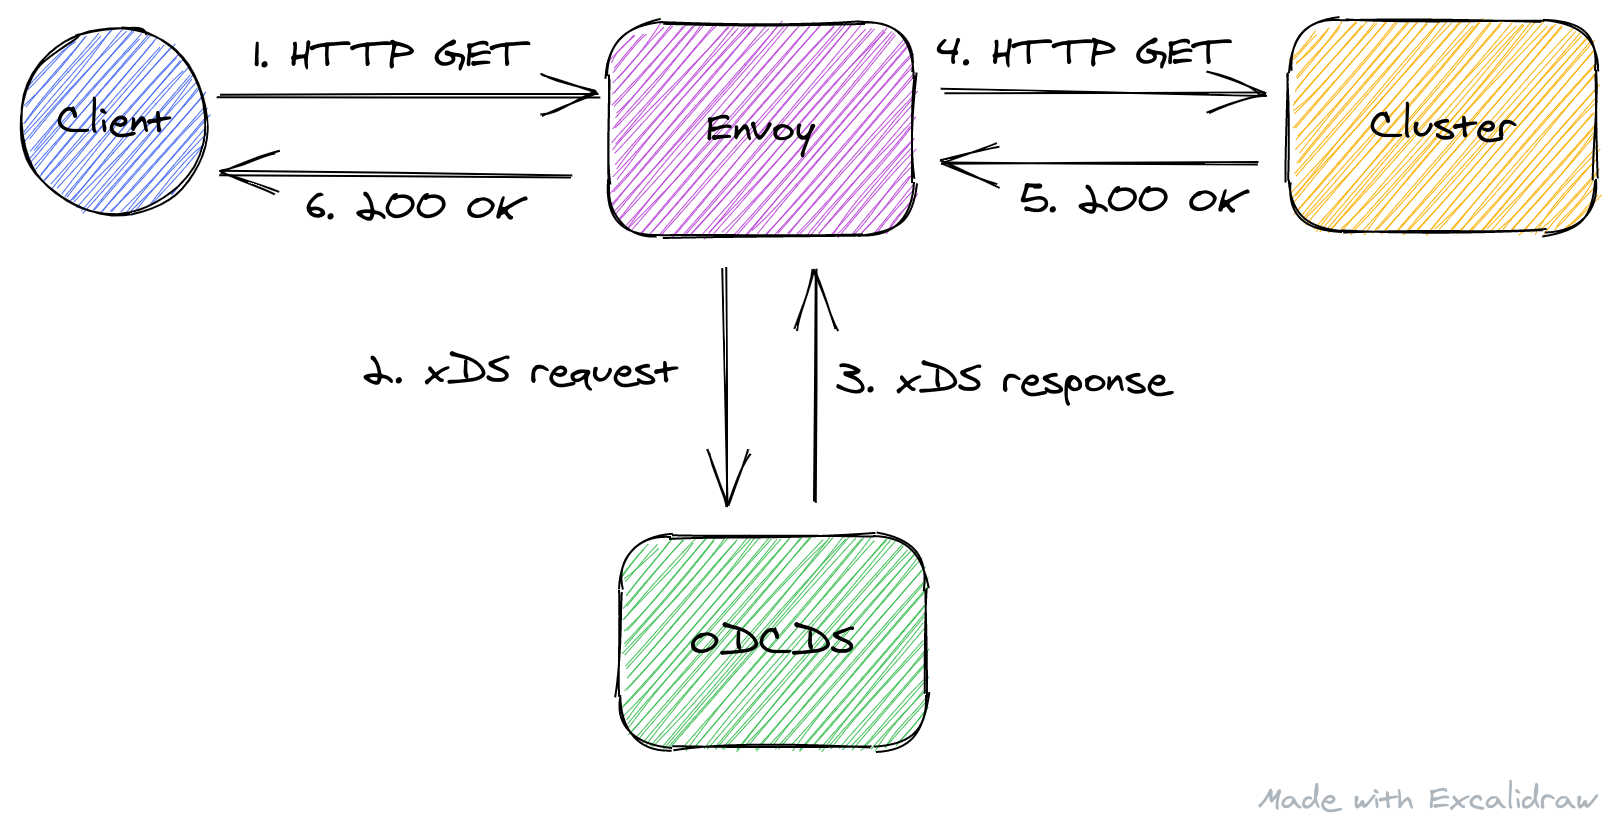 1. HTTP GET
4. HTTP GET
Client
Envoy
Cluster
6. 200 OK
5. 200 OK
2. xDS request
3. xDS response
ODCDS
Made with Excalidraw